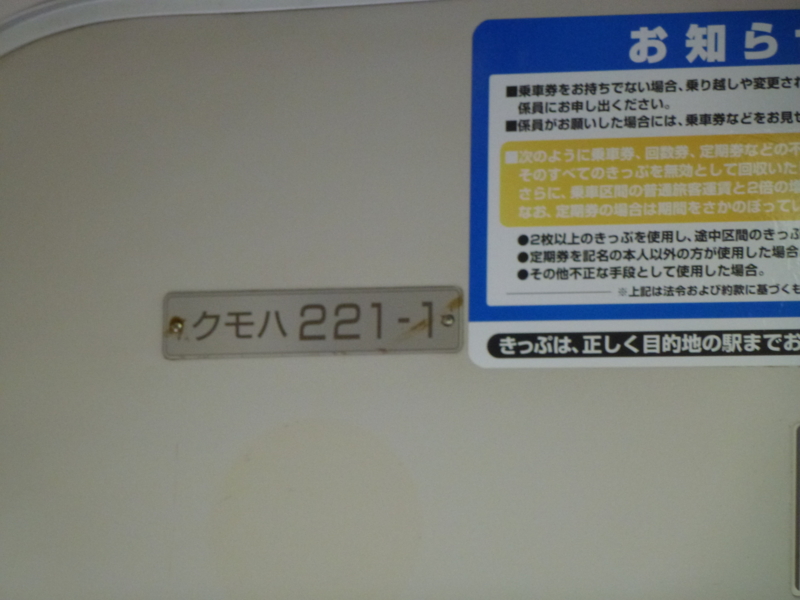 お知ら
■乗車券をお持ちでない場合、乗り越しや変更さ
係員にお申し出ください。
■係員がお願いした場合には、乗車券などをお見せ
■次のように乗車券、回数券、定期券などの不
そのすべてのきっぷを無効として回収いた
さらに、乗車区間の普通旅客運賃と2倍の増
なお、定期券の場合は期間をさかのぼってい
●2枚以上のきっぷを使用し、途中区間のきっぷ
●定期券を記名の本人以外の方が使用した場合
●その他不正な手段として使用した場合。
※上記は法令および約款に基づくも
きっぷは、正しく目的地の駅までお
クモハ221-1